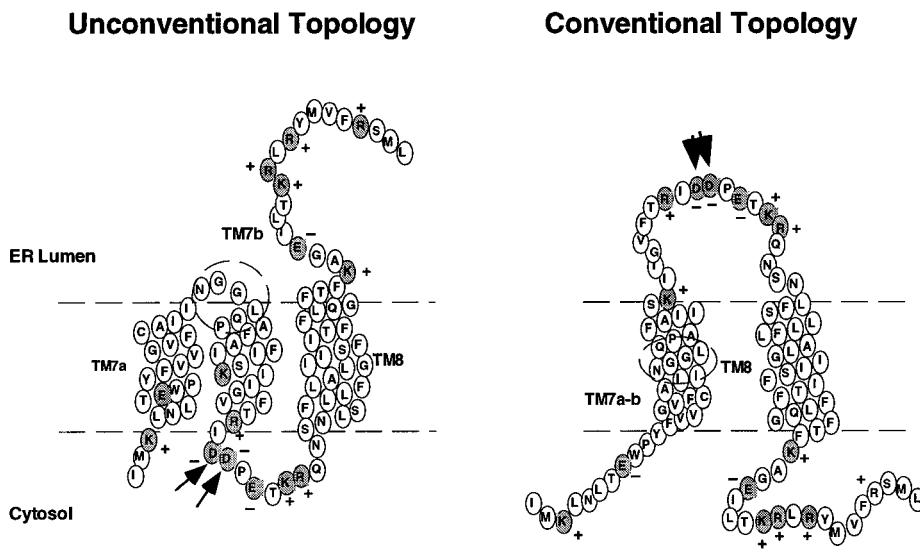 Unconventional Topology
Conventional Topology
Y M V F R S M L
+
R L R K T L I E G A K
+ + + − +
TM7b
ER Lumen
N G G
C A I I
G V F
Y F V V
T E W P
L N L
K +
M
I
TM7a
P Q L
TM8
I
− D D −
P E T K R Q N
− + +
Cytosol
I T G V F T R I D D P E T K R Q N S N
+ − − − + +
S K +
F A I I
Q P A
N G G L
G V F C
TM7a-b
TM8
I M K L N L T E W P Y F V V
+ −
S F L
L F L L
G L A I
F S I I
F T I F
G Q L F
F T F
K +
A G E I L T K R L R Y M V F R S M L
− + + + +